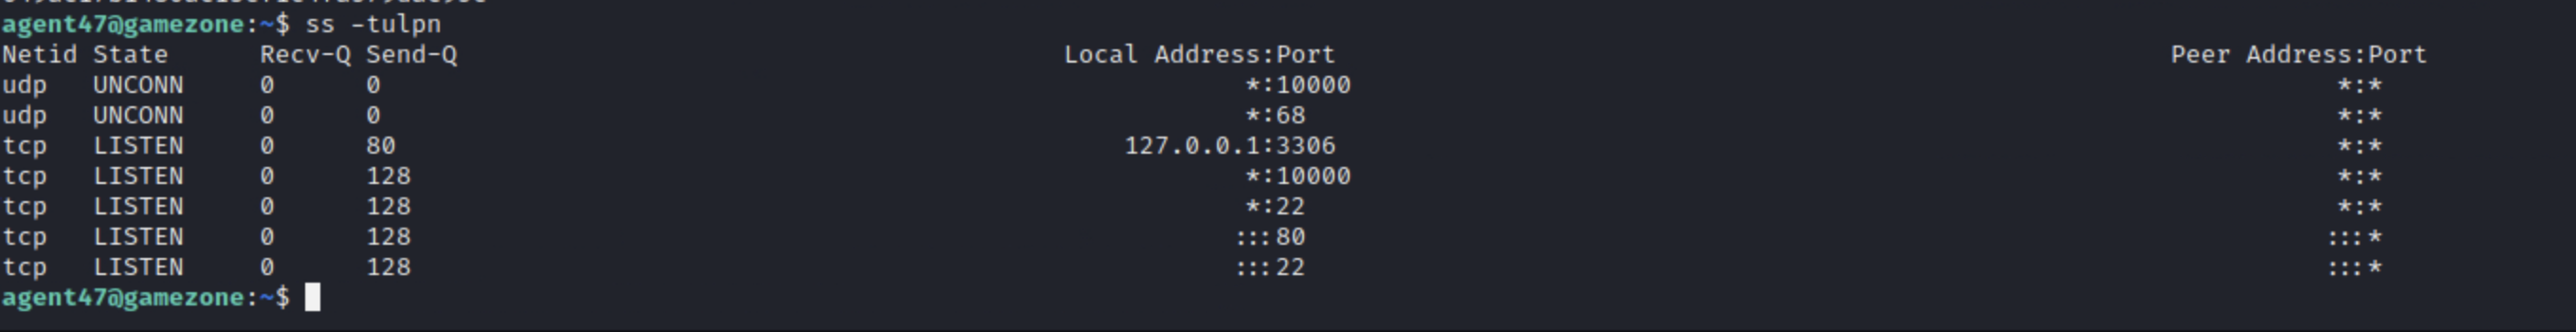 agent47@gamezone:~$ ss -tulpn
Netid State Recv-Q Send-Q Local Address:Port Peer Address:Port
udp UNCONN 0 0 *:10000 *:*
udp UNCONN 0 0 *:68 *:*
tcp LISTEN 0 80 127.0.0.1:3306 *:*
tcp LISTEN 0 128 *:10000 *:*
tcp LISTEN 0 128 *:22 *:*
tcp LISTEN 0 128 :::80 :::*
tcp LISTEN 0 128 :::22 :::*
agent47@gamezone:~$